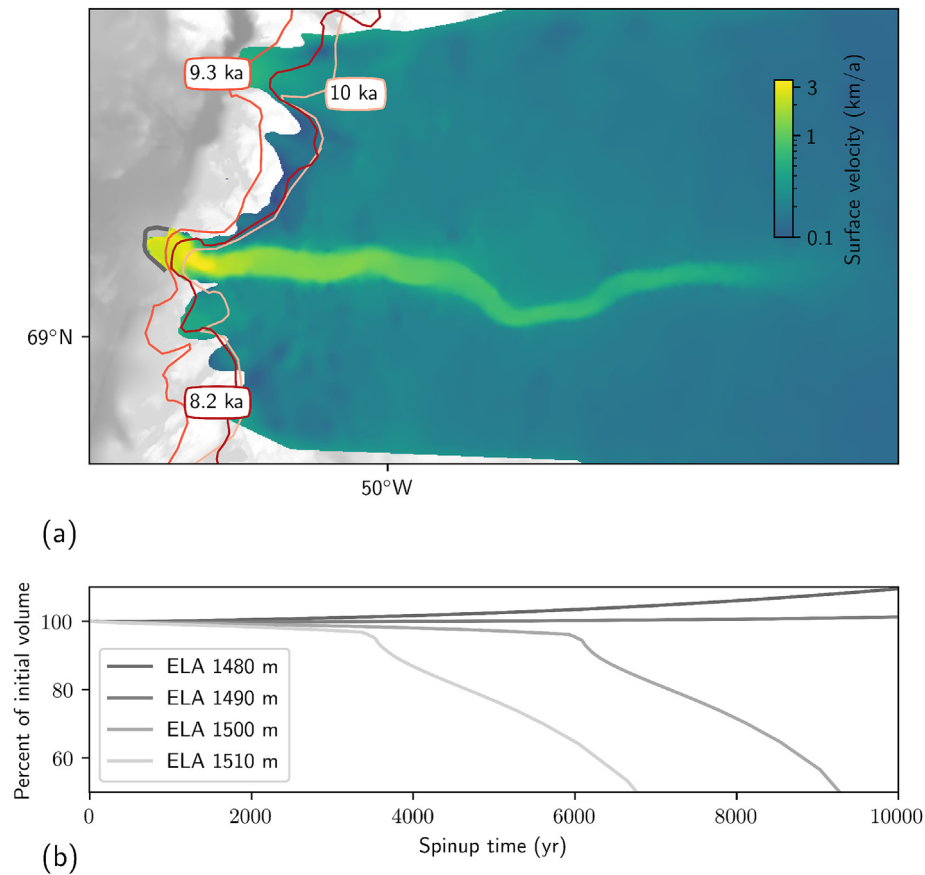 9.3 ka
10 ka
8.2 ka
3
1
0.1
Surface velocity (km/a)
69°N
50°W
(a)
Percent of initial volume
100
80
60
ELA 1480 m
ELA 1490 m
ELA 1500 m
ELA 1510 m
0 2000 4000 6000 8000 10000
Spinup time (yr)
(b)